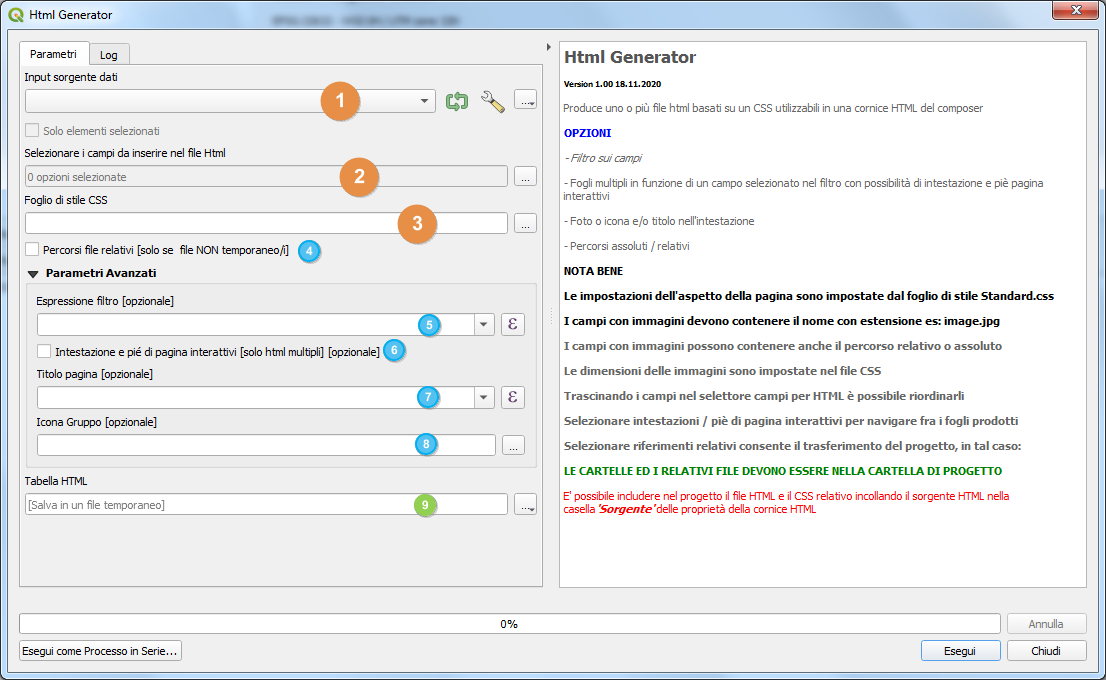 Html Generator
Parametri
Log
Input sorgente dati
1
...
Solo elementi selezionati
Selezionare i campi da inserire nel file Html
0 opzioni selezionate
2
...
Foglio di stile CSS
3
...
Percorsi file relativi [solo se file NON temporaneo/i]
4
Parametri Avanzati
Espressione filtro [opzionale]
5
ε
Intestazione e pié di pagina interattivi [solo html multipli] [opzionale]
6
Titolo pagina [opzionale]
7
ε
Icona Gruppo [opzionale]
8
...
Tabella HTML
[Salva in un file temporaneo]
9
...
Html Generator
Version 1.00 18.11.2020
Produce uno o più file html basati su un CSS utilizzabili in una cornice HTML del composer
OPZIONI
- Filtro sui campi
- Fogli multipli in funzione di un campo selezionato nel filtro con possibilità di intestazione e piè pagina
interattivi
- Foto o icona e/o titolo nell'intestazione
- Percorsi assoluti / relativi
NOTA BENE
Le impostazioni dell'aspetto della pagina sono impostate dal foglio di stile Standard.css
I campi con immagini devono contenere il nome con estensione es: image.jpg
I campi con immagini possono contenere anche il percorso relativo o assoluto
Le dimensioni delle immagini sono impostate nel file CSS
Trascinando i campi nel selettore campi per HTML è possibile riordinarli
Selezionare intestazioni / piè di pagina interattivi per navigare fra i fogli prodotti
Selezionare riferimenti relativi consente il trasferimento del progetto, in tal caso:
LE CARTELLE ED I RELATIVI FILE DEVONO ESSERE NELLA CARTELLA DI PROGETTO
E' possibile includere nel progetto il file HTML e il CSS relativo incollando il sorgente HTML nella
casella 'Sorgente' delle proprietà della cornice HTML
0%
Annulla
Esegui come Processo in Serie...
Esegui
Chiudi